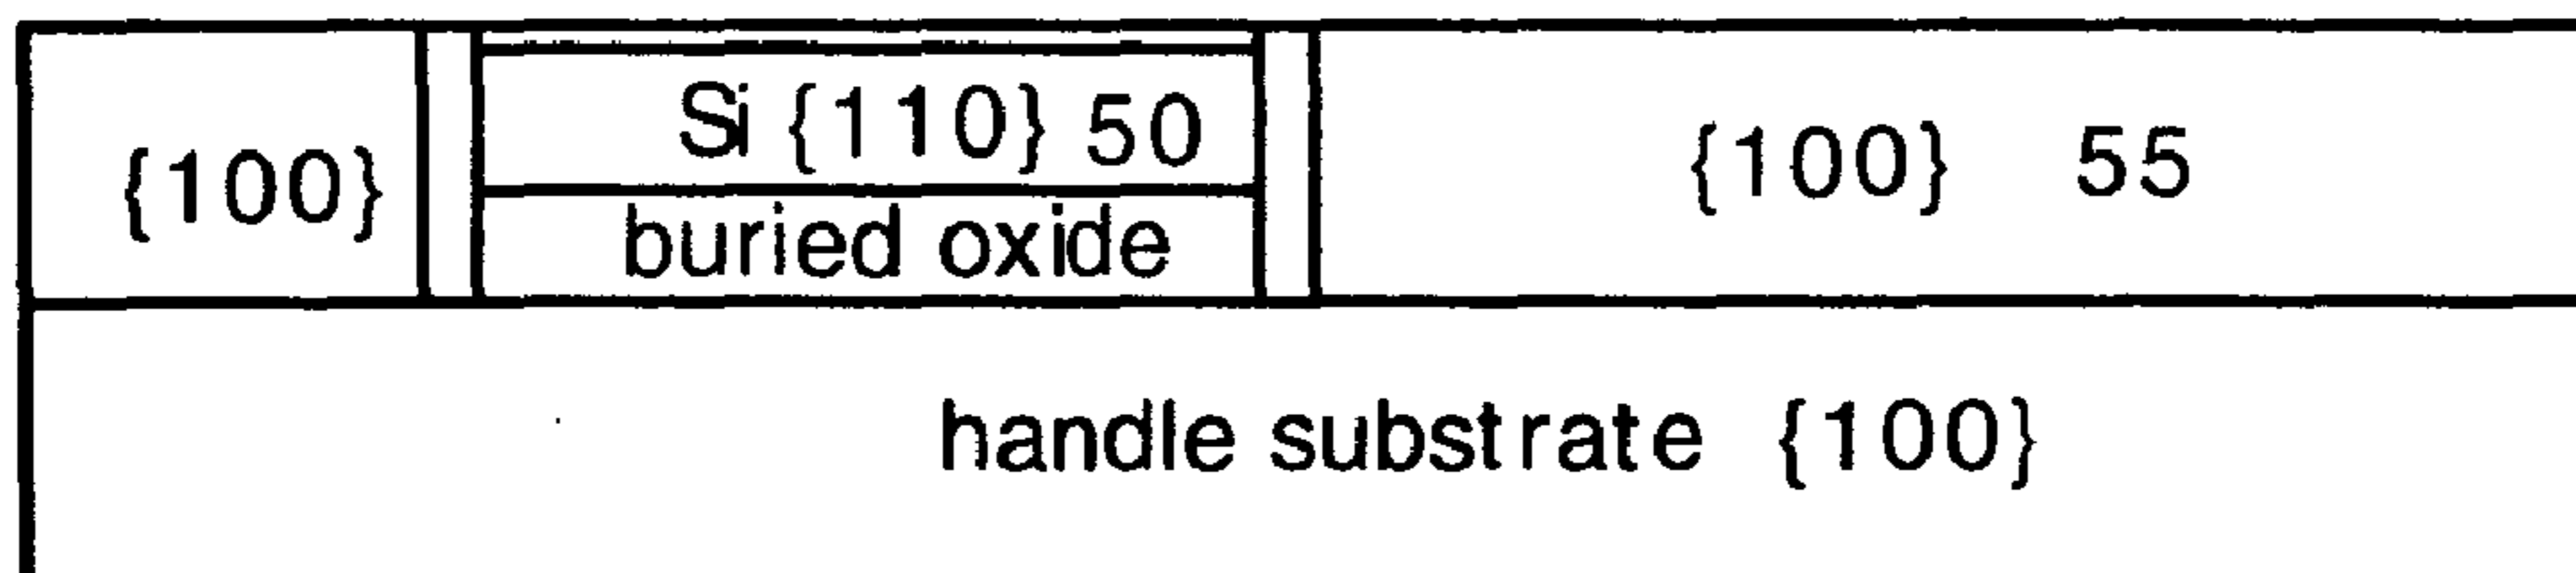 {100}
Si {110} 50
buried oxide
{100} 55
handle substrate {100}